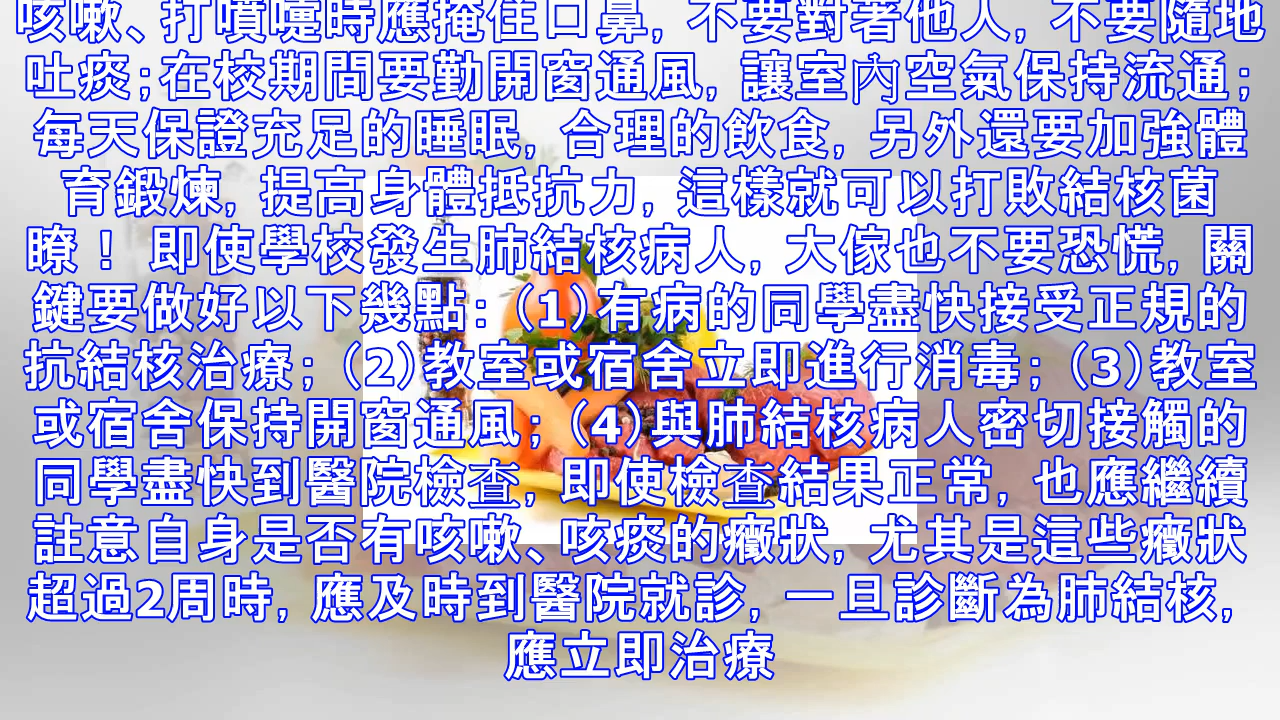 咳嗽、打噴嚏時應掩住口鼻, 不要對著他人, 不要隨地
吐痰;在校期間要勤開窗通風, 讓室內空氣保持流通;
每天保證充足的睡眠, 合理的飲食, 另外還要加強體
育鍛煉, 提高身體抵抗力, 這樣就可以打敗結核菌
瞭！ 即使學校發生肺結核病人, 大傢也不要恐慌, 關
鍵要做好以下幾點: (1)有病的同學盡快接受正規的
抗結核治療; (2)教室或宿舍立即進行消毒; (3)教室
或宿舍保持開窗通風; (4)與肺結核病人密切接觸的
同學盡快到醫院檢查, 即使檢查結果正常, 也應繼續
註意自身是否有咳嗽、咳痰的癥狀, 尤其是這些癥狀
超過2周時, 應及時到醫院就診, 一旦診斷為肺結核,
應立即治療